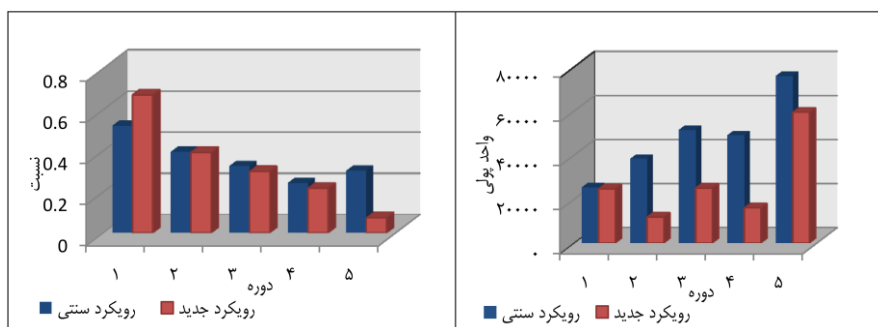 0.8
0.6
0.4
0.2
0
نسبت
۱ ۲ ۳ ۴ ۵
دوره
رویکرد سنتی رویکرد جدید
۸۰۰۰۰
۶۰۰۰۰
۴۰۰۰۰
۲۰۰۰۰
۰
واحد پولی
۱ ۲ ۳ ۴ ۵
دوره
رویکرد سنتی رویکرد جدید